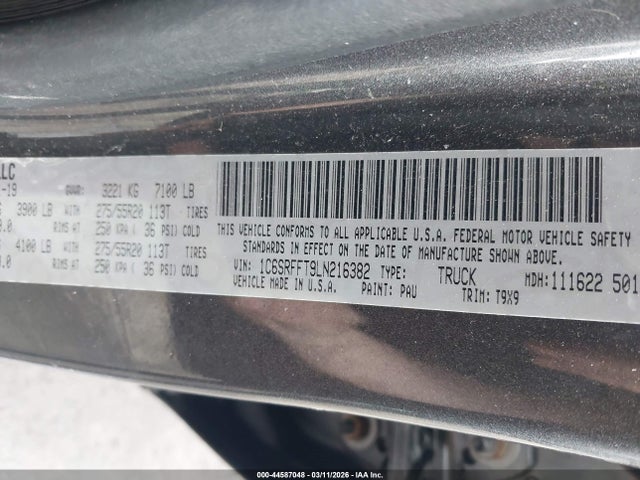 LLC
-19 GVWR: 3221 KG 7100 LB
3900 LB WITH 275/55R20 113T TIRES
.0 RIMS AT 250 KPA ( 36 PSI) COLD
4100 LB WITH 275/55R20 113T TIRES
.0 RIMS AT 250 KPA ( 36 PSI) COLD
THIS VEHICLE CONFORMS TO ALL APPLICABLE U.S.A. FEDERAL MOTOR VEHICLE SAFETY
STANDARDS IN EFFECT ON THE DATE OF MANUFACTURE SHOWN ABOVE.
VIN: 1C6SRFFT9LN216382 TYPE: TRUCK MDH:111622 501
VEHICLE MADE IN U.S.A. PAINT: PAU TRIM: T9X9
000-44587048 - 03/11/2026 - IAA Inc.